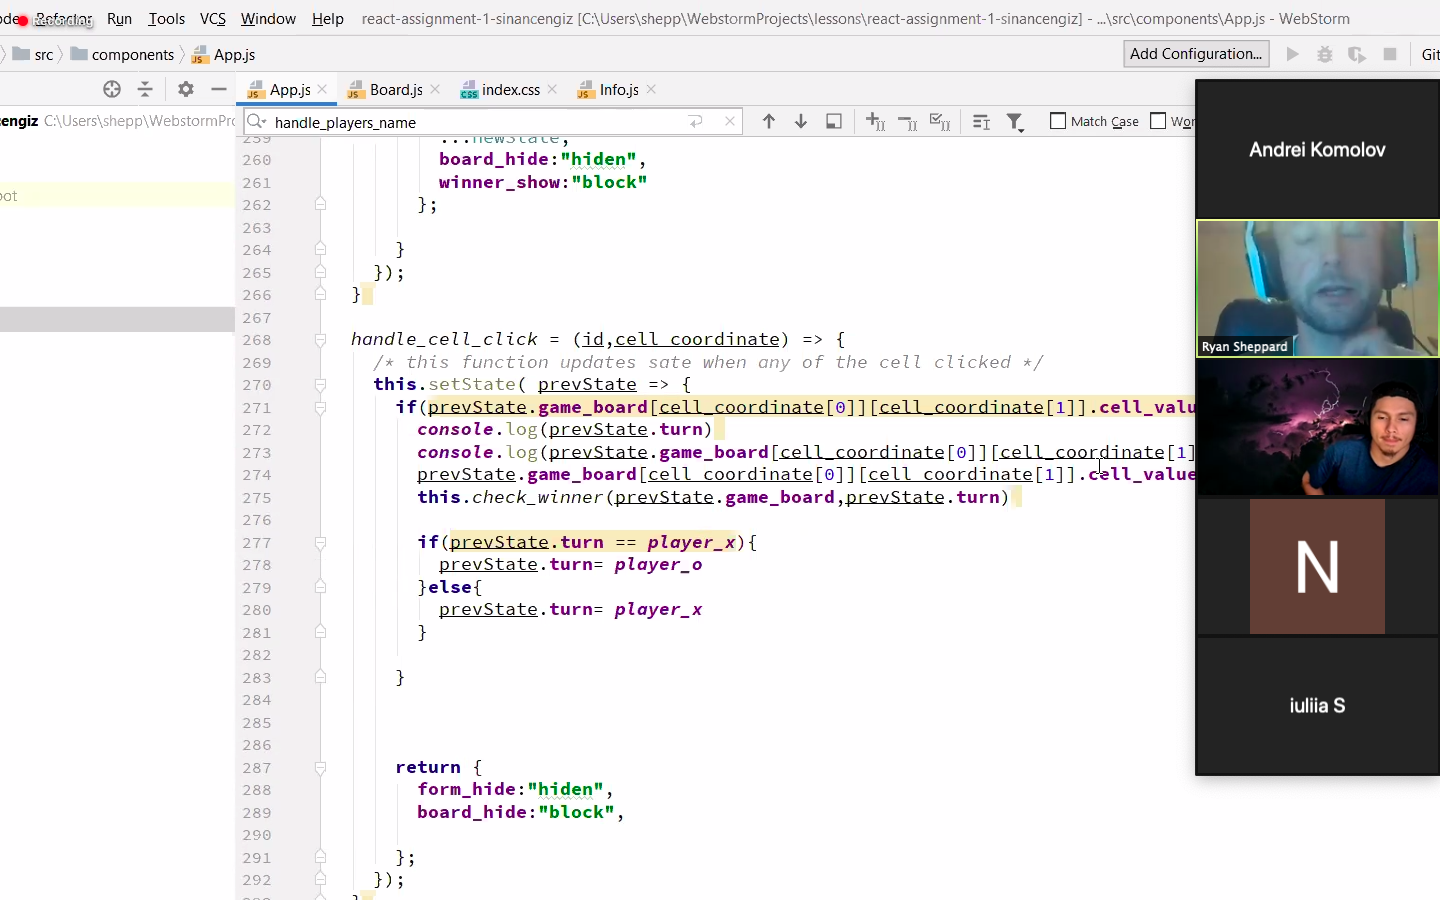 ode Refactor Run Tools VCS Window Help react-assignment-1-sinancengiz [C:\Users\shepp\WebstormProjects\lessons\react-assignment-1-sinancengiz] - ...\src\components\App.js - WebStorm
Recording
src components App.js Add Configuration... Git
App.js Board.js index.css Info.js
engiz C:\Users\shepp\WebstormPro
handle_players_name Match Case Wor
259 ...newState,
260 board_hide:"hiden",
261 winner_show:"block"
262 };
263
264 }
265 });
266 }
267
268 handle_cell_click = (id,cell_coordinate) => {
269 /* this function updates sate when any of the cell clicked */
270 this.setState( prevState => {
271 if(prevState.game_board[cell_coordinate[0]][cell_coordinate[1]].cell_valu
272 console.log(prevState.turn)
273 console.log(prevState.game_board[cell_coordinate[0]][cell_coordinate[1]
274 prevState.game_board[cell_coordinate[0]][cell_coordinate[1]].cell_value
275 this.check_winner(prevState.game_board,prevState.turn)
276
277 if(prevState.turn == player_x){
278 prevState.turn= player_o
279 }else{
280 prevState.turn= player_x
281 }
282
283 }
284
285
286
287 return {
288 form_hide:"hiden",
289 board_hide:"block",
290
291 };
292 });
oot
Andrei Komolov
Ryan Sheppard
N
iuliia S